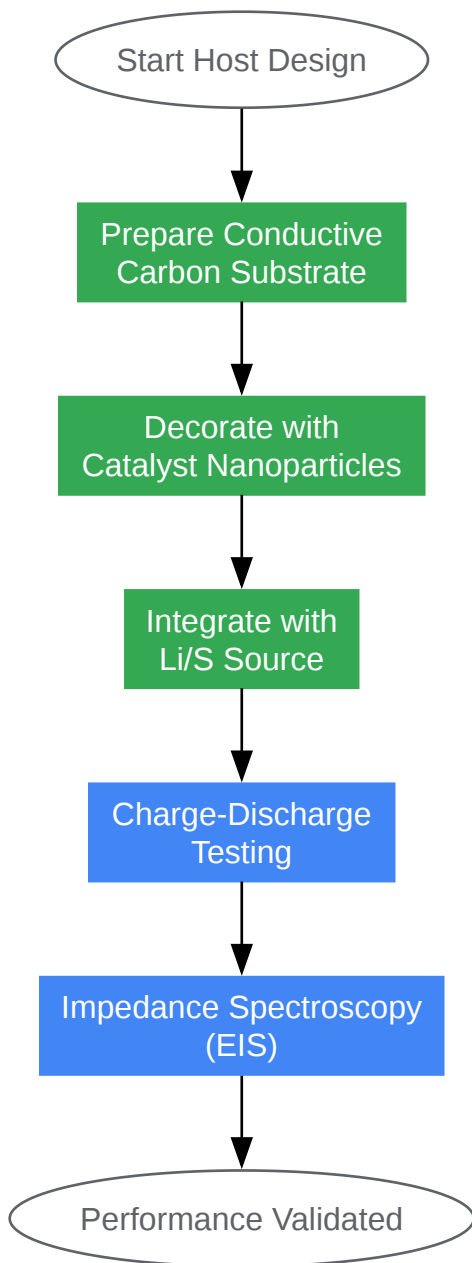 Start Host Design
Prepare Conductive
Carbon Substrate
Decorate with
Catalyst Nanoparticles
Integrate with
Li/S Source
Charge-Discharge
Testing
Impedance Spectroscopy
(EIS)
Performance Validated